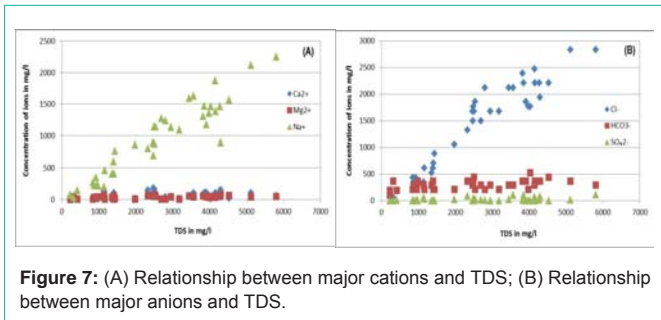 (A)
Concentration of ions in mg/l
2500
2000
1500
1000
500
0
0 1000 2000 3000 4000 5000 6000 7000
TDS in mg/l
Ca2+
Mg2+
Na+
(B)
Concentration of ions in mg/l
3000
2500
2000
1500
1000
500
0
0 1000 2000 3000 4000 5000 6000 7000
TDS in mg/l
Cl-
HCO3-
SO42-
Figure 7: (A) Relationship between major cations and TDS; (B) Relationship
between major anions and TDS.